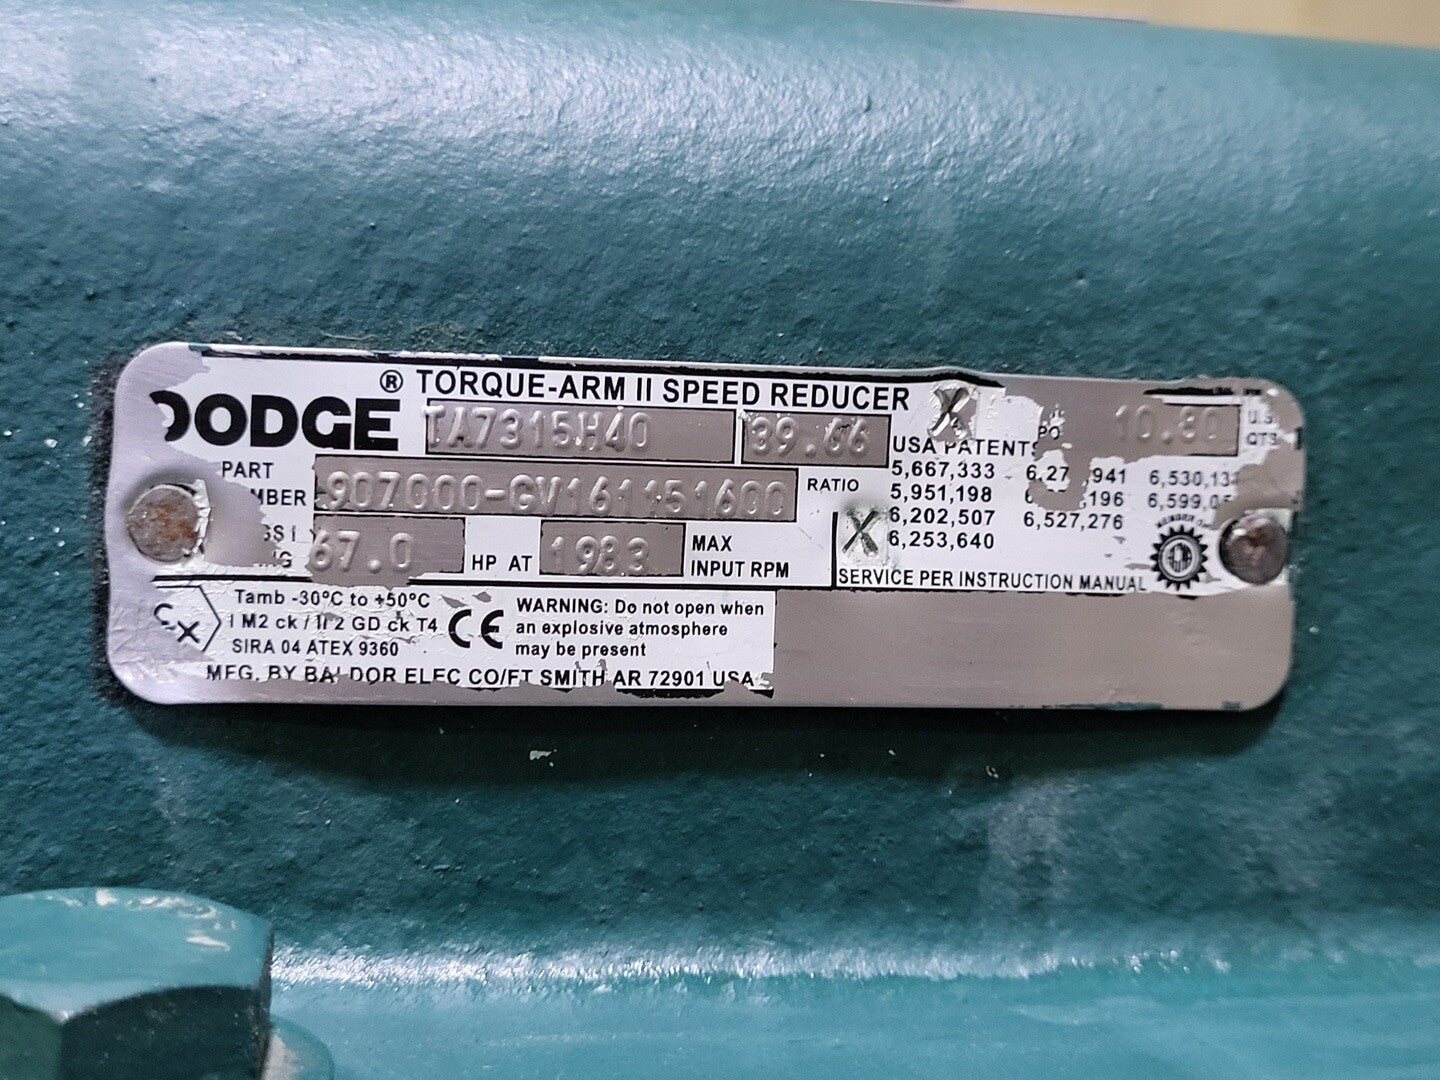 ® TORQUE-ARM II SPEED REDUCER X
DODGE TA7315H40 39.66 10.80 U.S.
QTS
USA PATENTS
PART RATIO 5,667,333 6,530,13
907000-GV161151600 5,951,198 6,599,0
6,202,507 6,527,276
X 6,253,640
67.0 HP AT 1983 MAX
INPUT RPM
SERVICE PER INSTRUCTION MANUAL
Tamb -30°C to +50°C
I M2 ck / II 2 GD ck T4
SIRA 04 ATEX 9360
CE
WARNING: Do not open when
an explosive atmosphere
may be present
MFG. BY BALDOR ELEC CO/FT SMITH AR 72901 USA